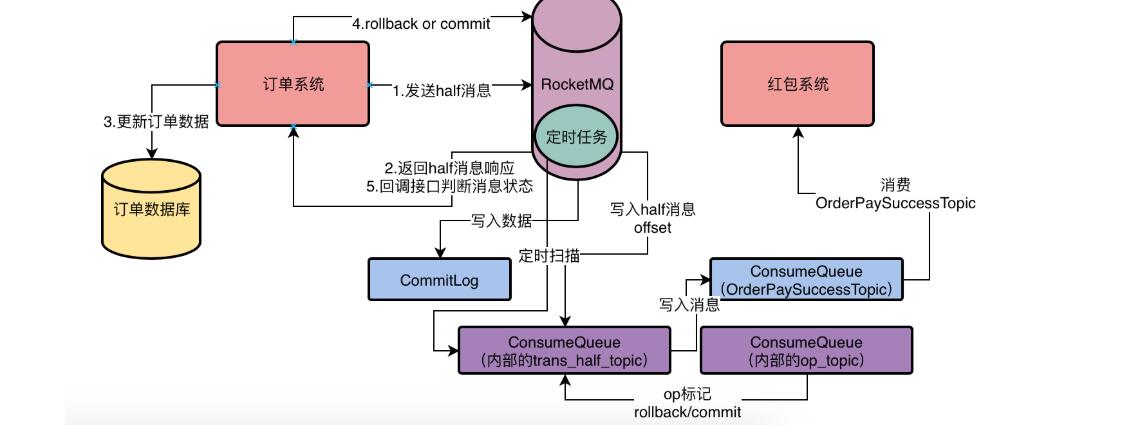 4.rollback or commit
订单系统
1.发送half消息
RocketMQ
红包系统
3.更新订单数据
定时任务
2.返回half消息响应
5.回调接口判断消息状态
订单数据库
消费
OrderPaySuccessTopic
写入数据
写入half消息
offset
定时扫描
CommitLog
ConsumeQueue
（OrderPaySuccessTopic）
写入消息
ConsumeQueue
（内部的trans_half_topic）
ConsumeQueue
（内部的op_topic）
op标记
rollback/commit